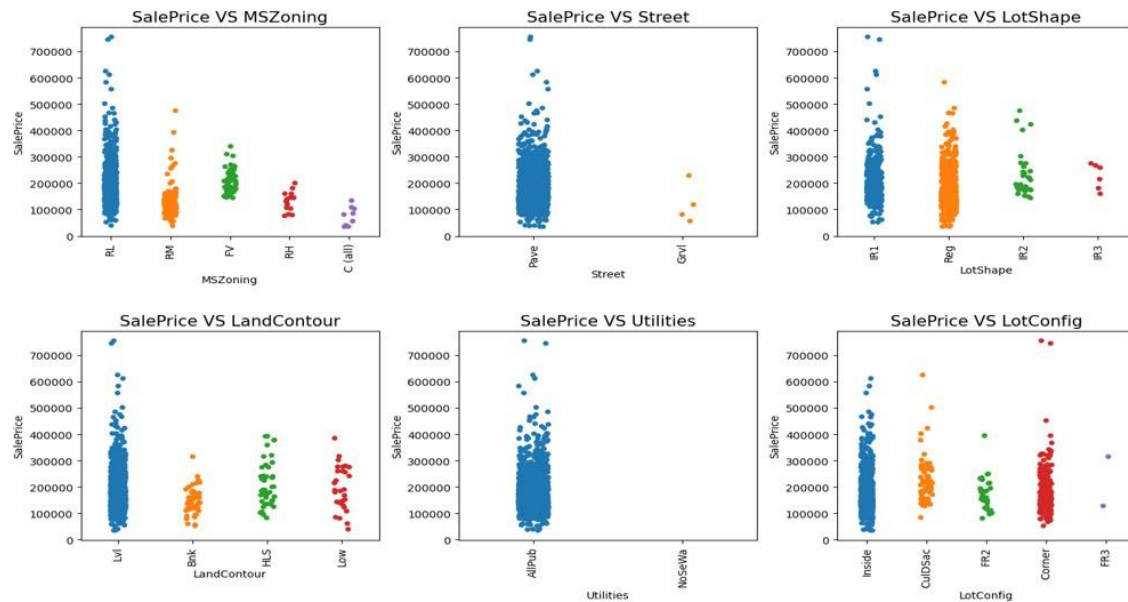 SalePrice VS MSZoning
SalePrice
700000
600000
500000
400000
300000
200000
100000
0
RL
RM
FV
RH
C (all)
MSZoning
SalePrice VS Street
SalePrice
700000
600000
500000
400000
300000
200000
100000
0
Pave
Grvl
Street
SalePrice VS LotShape
SalePrice
700000
600000
500000
400000
300000
200000
100000
0
IR1
Reg
IR2
IR3
LotShape
SalePrice VS LandContour
SalePrice
700000
600000
500000
400000
300000
200000
100000
0
Lvl
Bnk
HLS
Low
LandContour
SalePrice VS Utilities
SalePrice
700000
600000
500000
400000
300000
200000
100000
0
AllPub
NoSeWa
Utilities
SalePrice VS LotConfig
SalePrice
700000
600000
500000
400000
300000
200000
100000
0
Inside
CulDSac
FR2
Corner
FR3
LotConfig